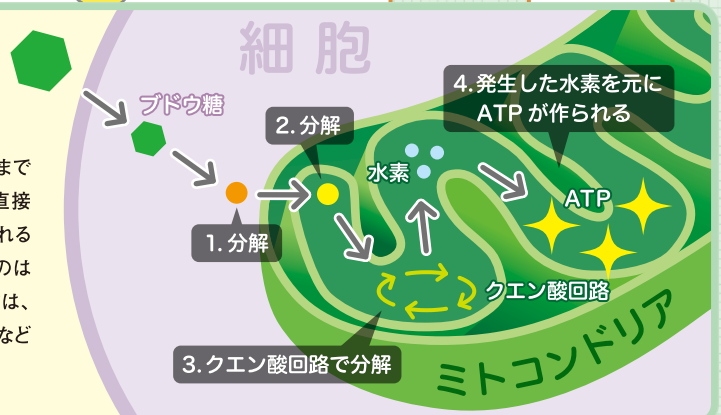 細胞
ブドウ糖
1.分解
2.分解
3.クエン酸回路で分解
クエン酸回路
水素
4.発生した水素を元に
ATPが作られる
ATP
ミトコンドリア
まで
直接
れる
のは
は、
など